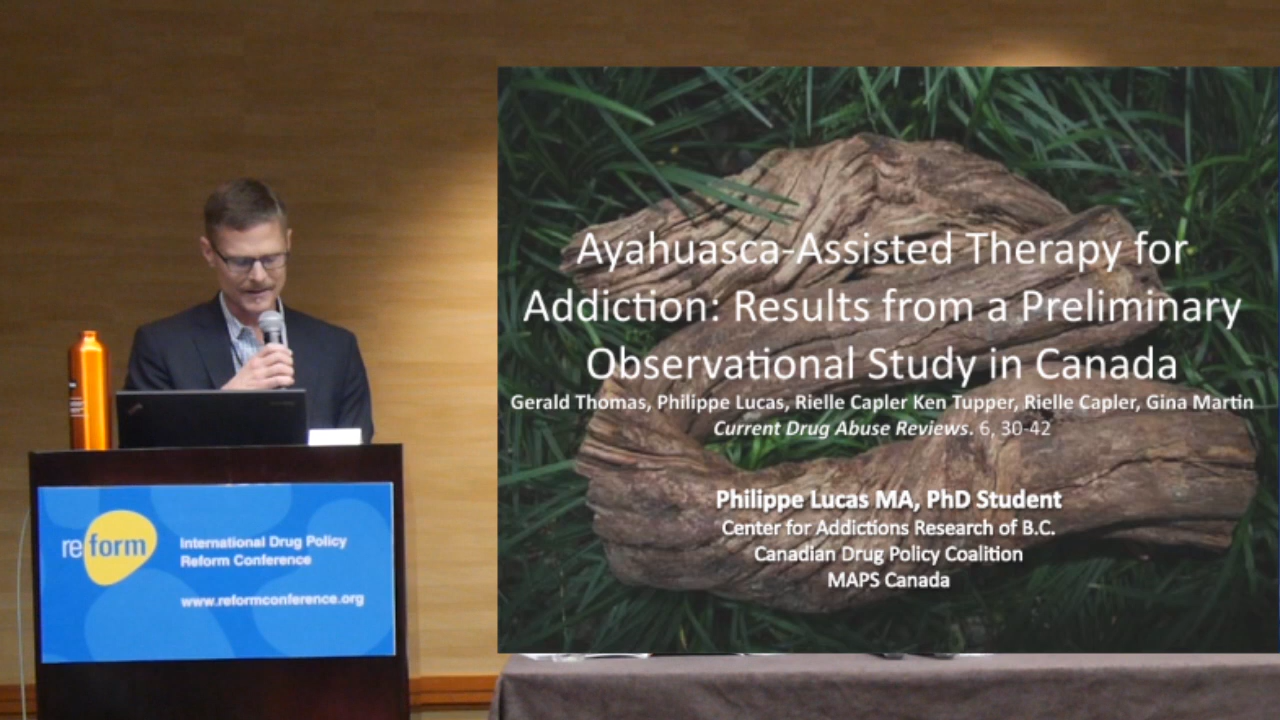 Ayahuasca-Assisted Therapy for
Addiction: Results from a Preliminary
Observational Study in Canada
Gerald Thomas, Philippe Lucas, Rielle Capler Ken Tupper, Rielle Capler, Gina Martin
Current Drug Abuse Reviews. 6, 30-42
Philippe Lucas MA, PhD Student
Center for Addictions Research of B.C.
Canadian Drug Policy Coalition
MAPS Canada
reform
International Drug Policy
Reform Conference
www.reformconference.org